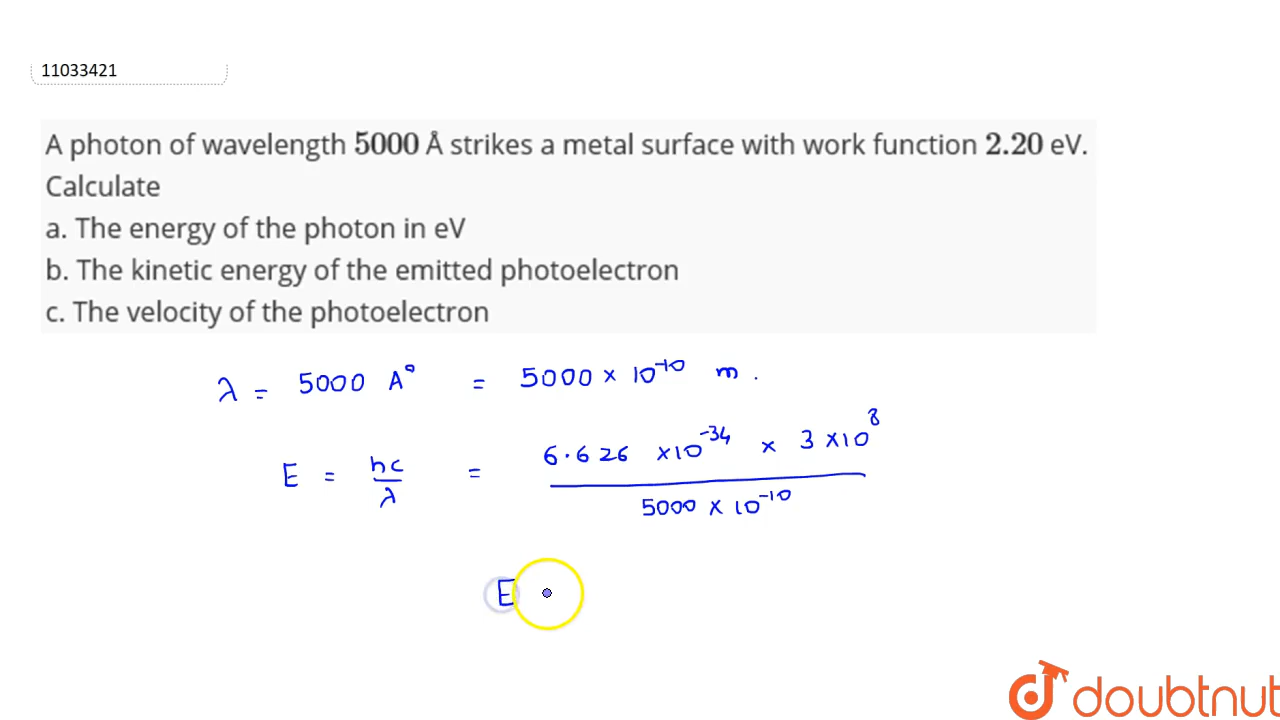 11033421
A photon of wavelength 5000 Å strikes a metal surface with work function 2.20 eV.
Calculate
a. The energy of the photon in eV
b. The kinetic energy of the emitted photoelectron
c. The velocity of the photoelectron
λ = 5000 A° = 5000 × 10⁻¹⁰ m .
E = hc/λ = 6.626 ×10⁻³⁴ × 3 ×10⁸ / 5000 × 10⁻¹⁰
E
doubtnut